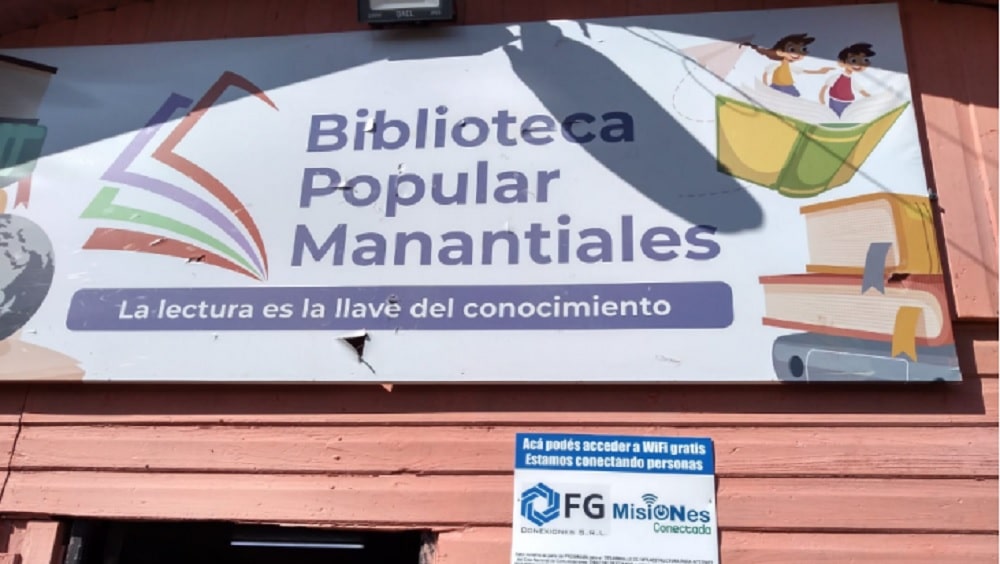 Biblioteca
Popular
Manantiales
La lectura es la llave del conocimiento
Acá podés acceder a WiFi gratis
Estamos conectando personas
FG MisiONes
CONEXIONES S.R.L. Conectada